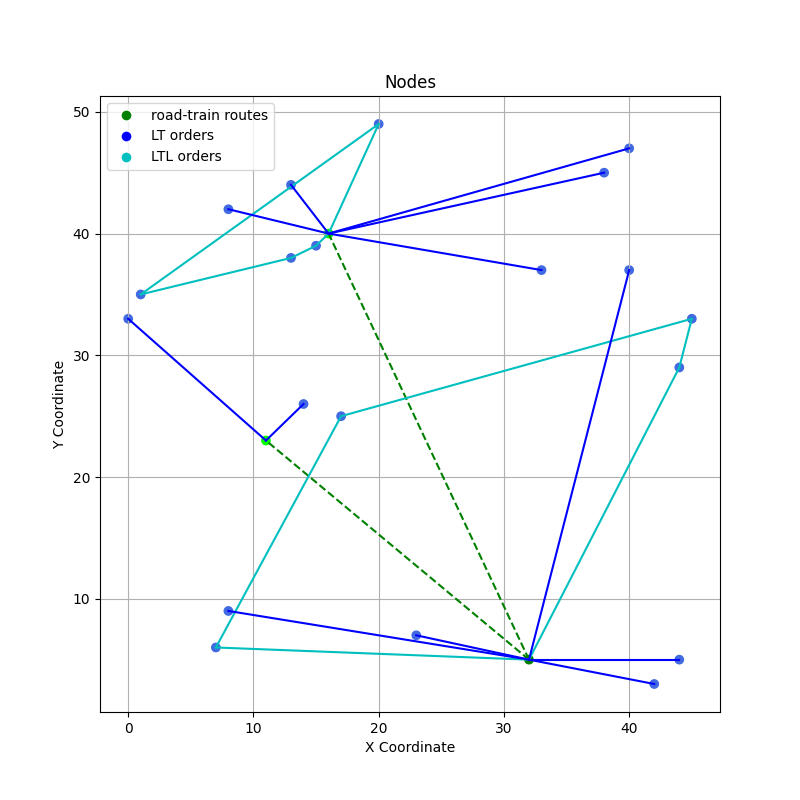 Nodes
road-train routes
LT orders
LTL orders
50
40
30
20
10
Y Coordinate
0 10 20 30 40
X Coordinate